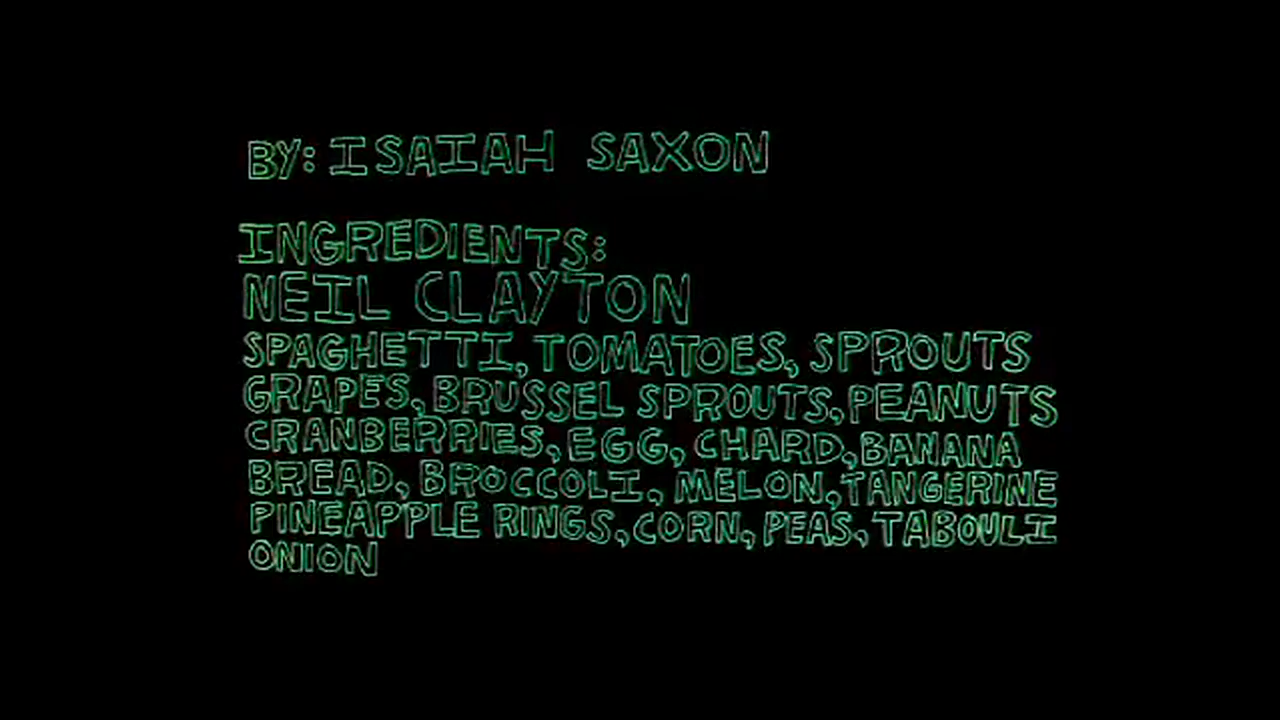 BY: ISAIAH SAXON
INGREDIENTS:
NEIL CLAYTON
SPAGHETTI, TOMATOES, SPROUTS
GRAPES, BRUSSEL SPROUTS, PEANUTS
CRANBERRIES, EGG, CHARD, BANANA
BREAD, BROCCOLI, MELON, TANGERINE
PINEAPPLE RINGS, CORN, PEAS, TABOULI
ONION